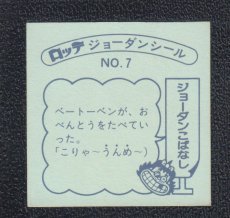 ロッテ ジョーダンシール
NO.7
ベートーベンが、お
べんとうをたべてい
った。
「こりゃ～うんめ～」
ジョーダンこばなし